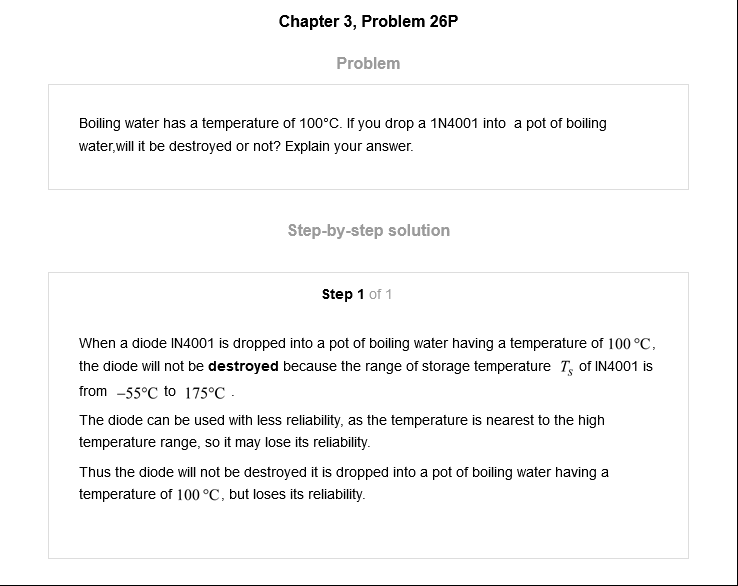 Chapter 3, Problem 26P
Problem
Boiling water has a temperature of 100°C. If you drop a 1N4001 into  a pot of boiling
water,will it be destroyed or not? Explain your answer.
Step-by-step solution
Step 1 of 1
When a diode IN4001 is dropped into a pot of boiling water having a temperature of 100 °C,
the diode will not be destroyed because the range of storage temperature Ts of IN4001 is
from −55°C to 175°C .
The diode can be used with less reliability, as the temperature is nearest to the high
temperature range, so it may lose its reliability.
Thus the diode will not be destroyed it is dropped into a pot of boiling water having a
temperature of 100 °C, but loses its reliability.